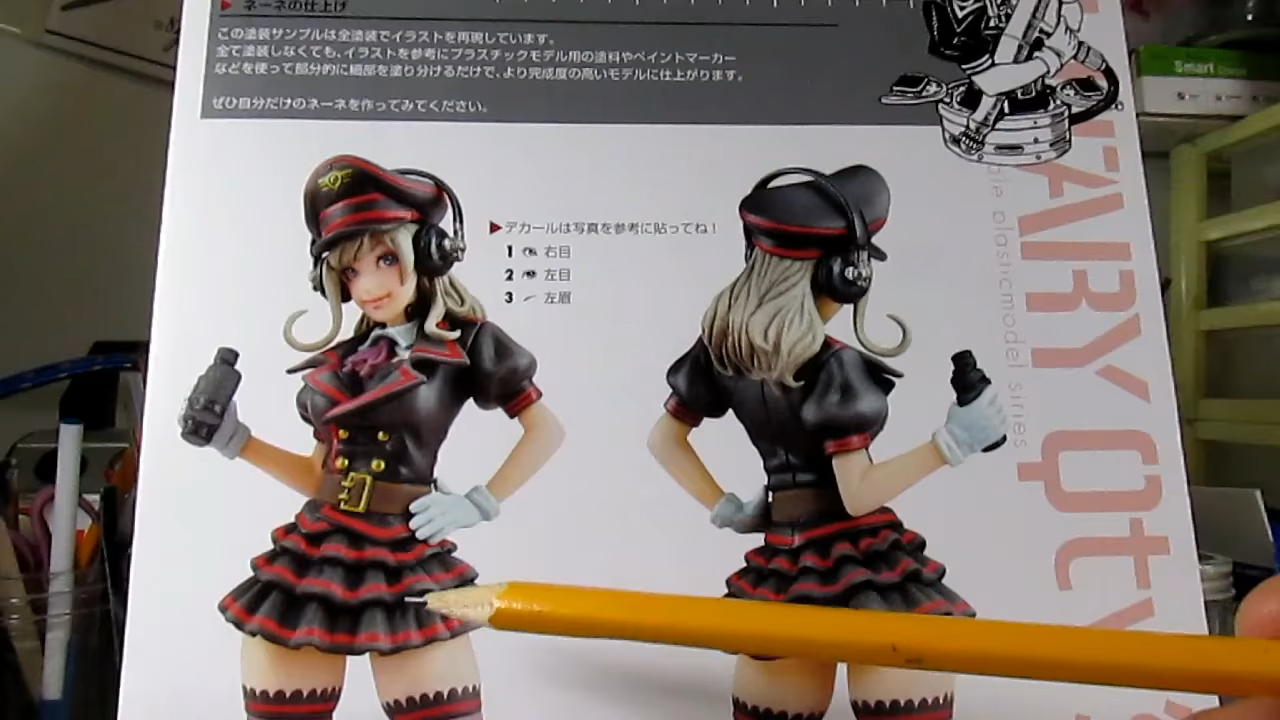 ▶ ネーネの仕上げ
この塗装サンプルは全塗装でイラストを再現しています。
全て塗装しなくても、イラストを参考にプラスチックモデル用の塗料やペイントマーカー
などを使って部分的に細部を塗り分けるだけで、より完成度の高いモデルに仕上がります。
ぜひ自分だけのネーネを作ってみてください。
▶デカールは写真を参考に貼ってね！
1 右目
2 左目
3 左眉
TARY Qty
plasticmodel siries
Smart